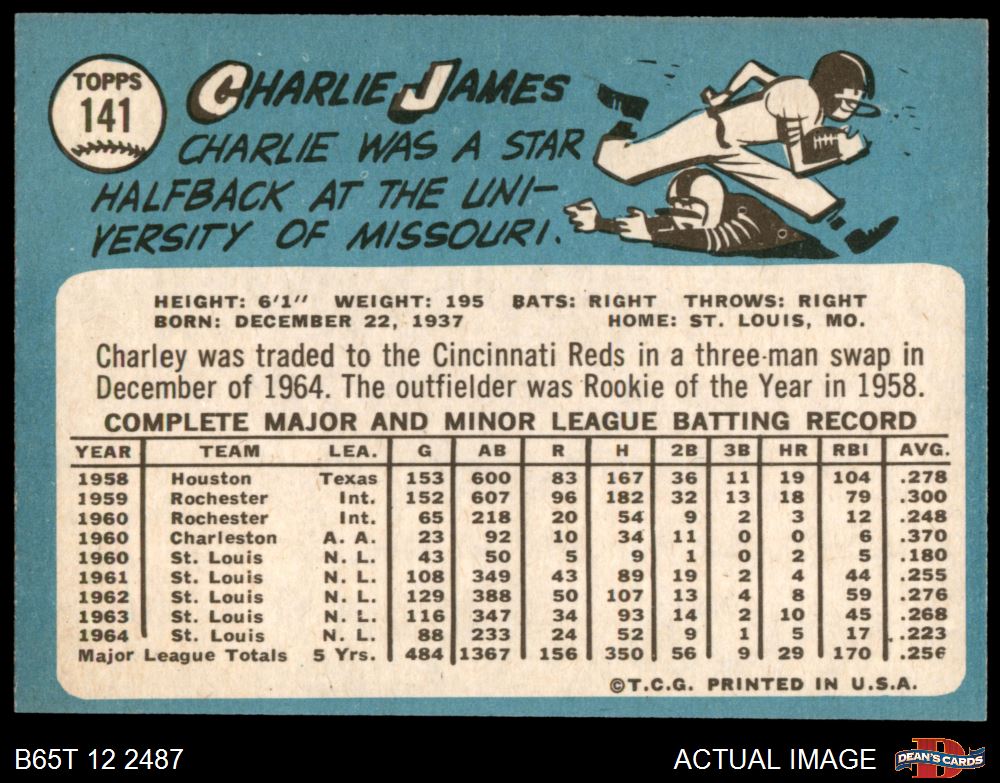 TOPPS
141
CHARLIE JAMES
CHARLIE WAS A STAR
HALFBACK AT THE UNI-
VERSITY OF MISSOURI.
HEIGHT: 6'1" WEIGHT: 195 BATS: RIGHT THROWS: RIGHT
BORN: DECEMBER 22, 1937 HOME: ST. LOUIS, MO.
Charley was traded to the Cincinnati Reds in a three-man swap in
December of 1964. The outfielder was Rookie of the Year in 1958.
COMPLETE MAJOR AND MINOR LEAGUE BATTING RECORD
YEAR TEAM LEA. G AB R H 2B 3B HR RBI AVG.
1958 Houston Texas 153 600 83 167 36 11 19 104 .278
1959 Rochester Int. 152 607 96 182 32 13 18 79 .300
1960 Rochester Int. 65 218 20 54 9 2 3 12 .248
1960 Charleston A. A. 23 92 10 34 11 0 0 6 .370
1960 St. Louis N. L. 43 50 5 9 1 0 2 5 .180
1961 St. Louis N. L. 108 349 43 89 19 2 4 44 .255
1962 St. Louis N. L. 129 388 50 107 13 4 8 59 .276
1963 St. Louis N. L. 116 347 34 93 14 2 10 45 .268
1964 St. Louis N. L. 88 233 24 52 9 1 5 17 .223
Major League Totals 5 Yrs. 484 1367 156 350 56 9 29 170 .256
©T.C.G. PRINTED IN U.S.A.
B65T 12 2487 ACTUAL IMAGE
D
DEAN'S CARDS